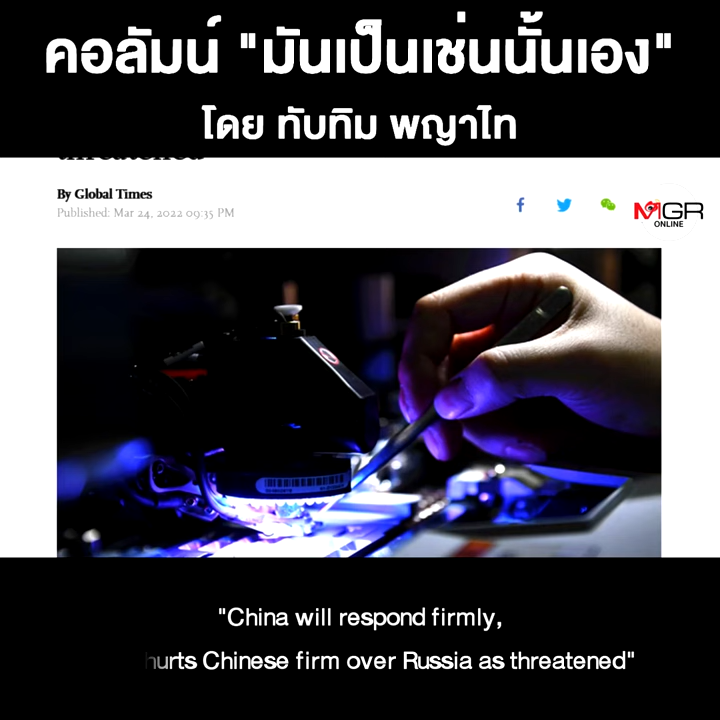 คอลัมน์ "มันเป็นเช่นนั้นเอง"
โดย ทับทิม พญาไท
threatened
By Global Times
Published: Mar 24, 2022 09:35 PM
MGR
ONLINE
"China will respond firmly,
hurts Chinese firm over Russia as threatened"